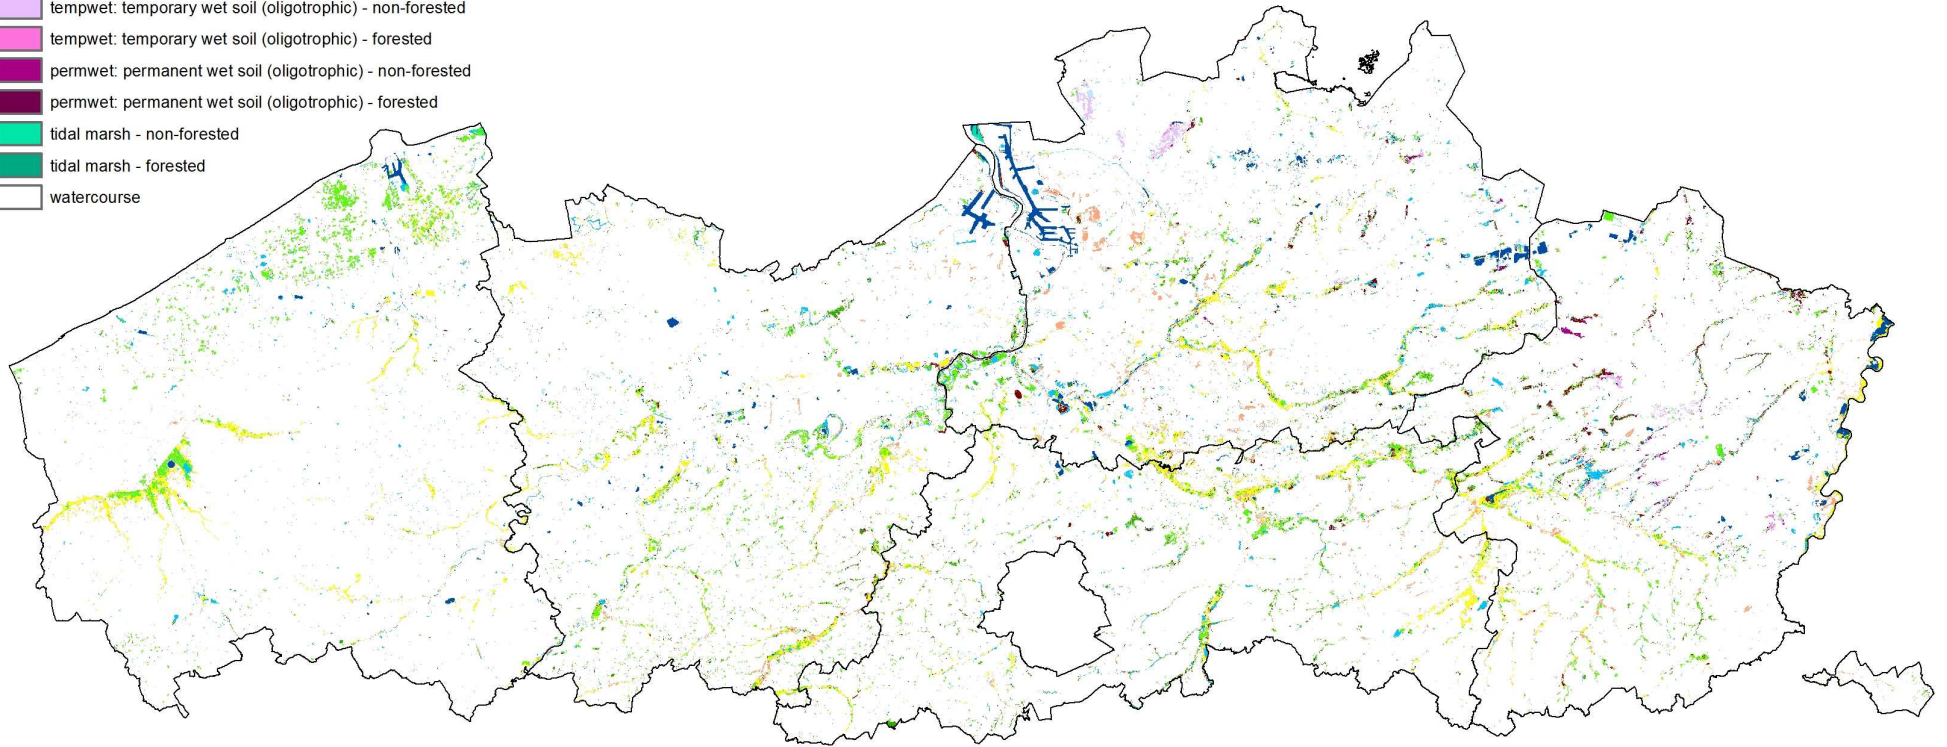 tempwet: temporary wet soil (oligotrophic) - non-forested
tempwet: temporary wet soil (oligotrophic) - forested
permwet: permanent wet soil (oligotrophic) - non-forested
permwet: permanent wet soil (oligotrophic) - forested
tidal marsh - non-forested
tidal marsh - forested
watercourse